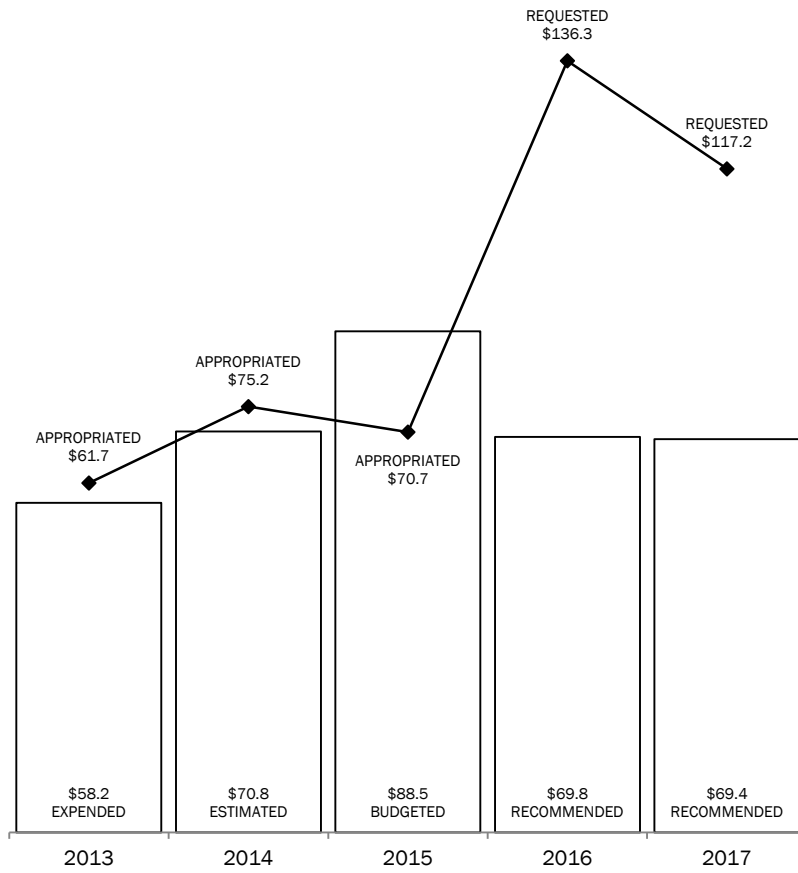 REQUESTED
$136.3
REQUESTED
$117.2
APPROPRIATED
$75.2
APPROPRIATED
$61.7
APPROPRIATED
$70.7
$58.2
EXPENDED
$70.8
ESTIMATED
$88.5
BUDGETED
$69.8
RECOMMENDED
$69.4
RECOMMENDED
2013
2014
2015
2016
2017